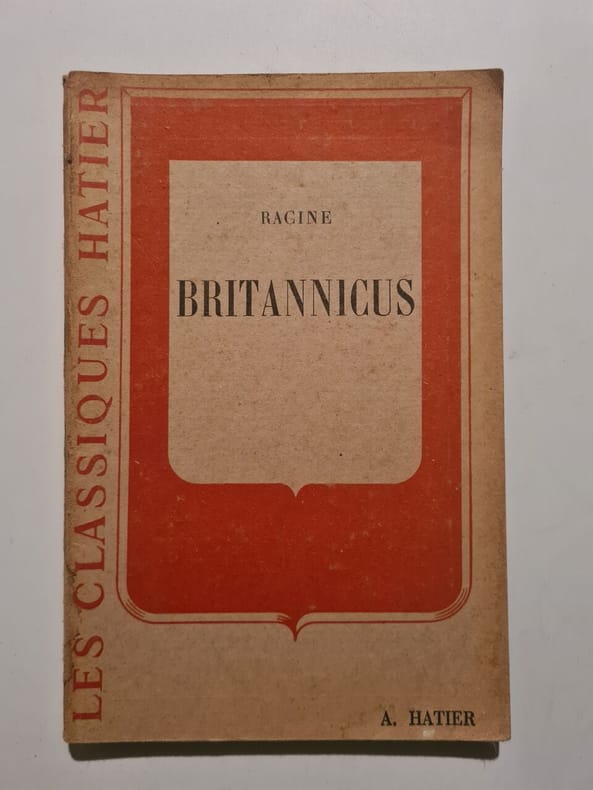 LES CLASSIQUES HATIER
RACINE
BRITANNICUS
A. HATIER